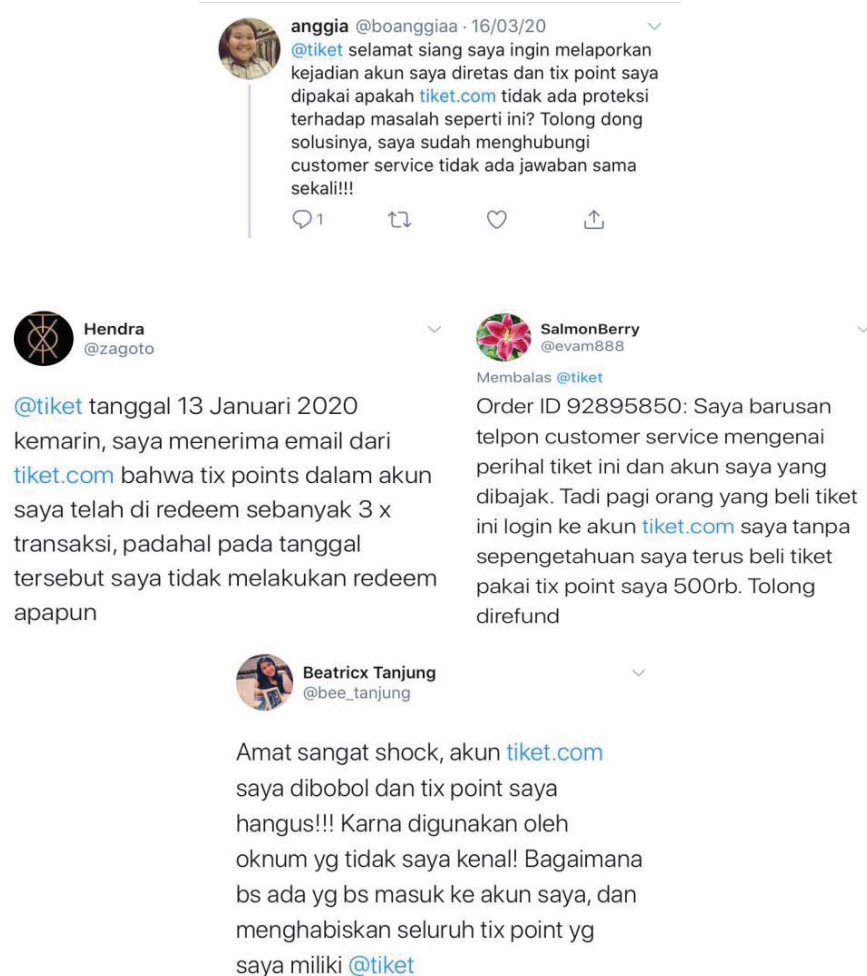 anggia @boanggiaa · 16/03/20
@tiket selamat siang saya ingin melaporkan
kejadian akun saya diretas dan tix point saya
dipakai apakah tiket.com tidak ada proteksi
terhadap masalah seperti ini? Tolong dong
solusinya, saya sudah menghubungi
customer service tidak ada jawaban sama
sekali!!!
1
Hendra
@zagoto
@tiket tanggal 13 Januari 2020
kemarin, saya menerima email dari
tiket.com bahwa tix points dalam akun
saya telah di redeem sebanyak 3 x
transaksi, padahal pada tanggal
tersebut saya tidak melakukan redeem
apapun
SalmonBerry
@evam888
Membalas @tiket
Order ID 92895850: Saya barusan
telpon customer service mengenai
perihal tiket ini dan akun saya yang
dibajak. Tadi pagi orang yang beli tiket
ini login ke akun tiket.com saya tanpa
sepengetahuan saya terus beli tiket
pakai tix point saya 500rb. Tolong
direfund
Beatricx Tanjung
@bee_tanjung
Amat sangat shock, akun tiket.com
saya dibobol dan tix point saya
hangus!!! Karna digunakan oleh
oknum yg tidak saya kenal! Bagaimana
bs ada yg bs masuk ke akun saya, dan
menghabiskan seluruh tix point yg
saya miliki @tiket